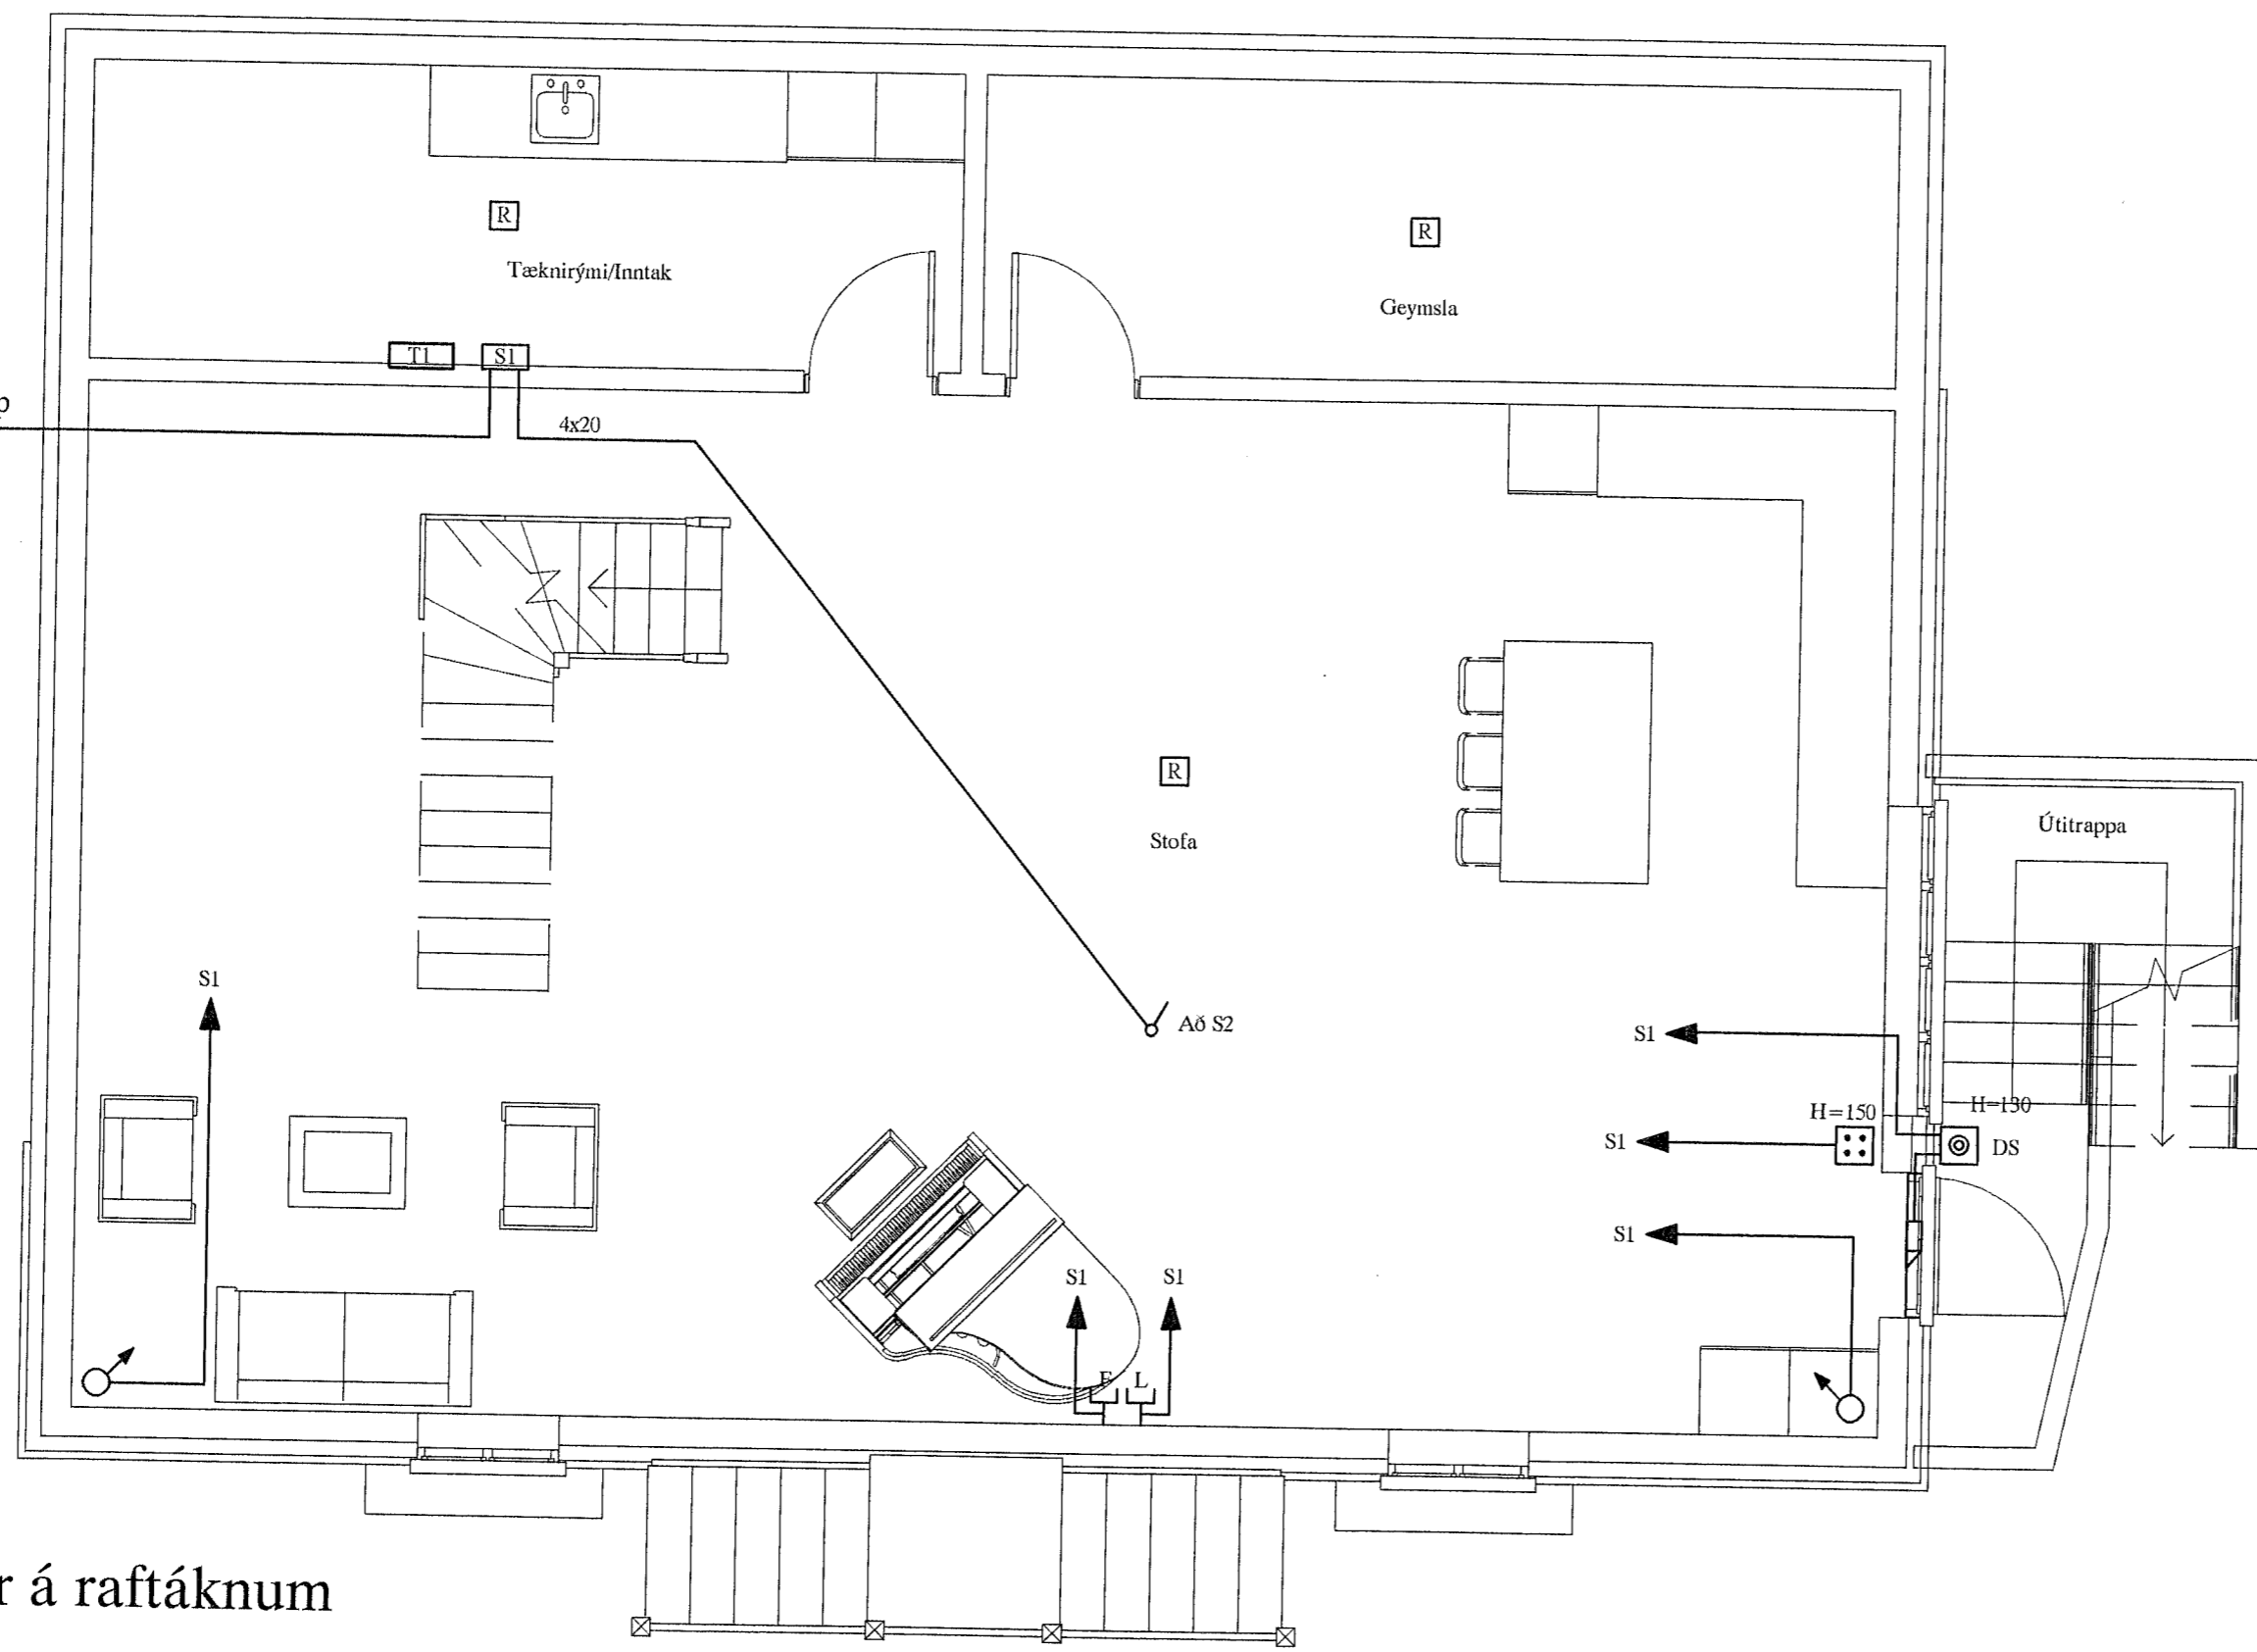 R
R
Tæknirými/Inntak
Geymsla
T1
S1
p
4x20
R
Útitrappa
Stofa
S1
Að S2
S1
H=150
H=130
S1
DS
S1
S1
S1
F
L
r á raftáknum